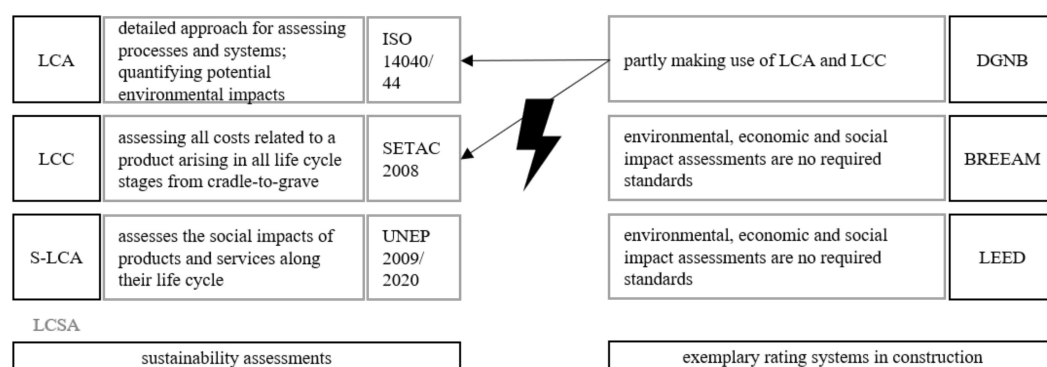 LCA
detailed approach for assessing
processes and systems;
quantifying potential
environmental impacts
ISO
14040/
44
partly making use of LCA and LCC
DGNB
LCC
assessing all costs related to a
product arising in all life cycle
stages from cradle-to-grave
SETAC
2008
environmental, economic and social
impact assessments are no required
standards
BREEAM
S-LCA
assesses the social impacts of
products and services along
their life cycle
UNEP
2009/
2020
environmental, economic and social
impact assessments are no required
standards
LEED
LCSA
sustainability assessments
exemplary rating systems in construction